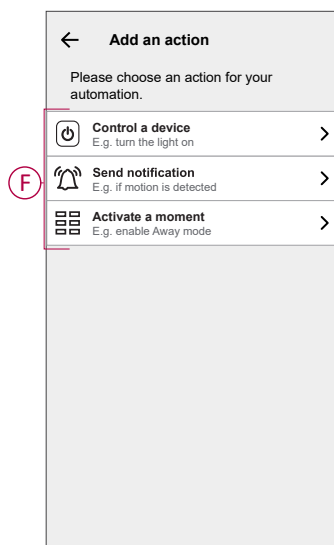 Add an action
Please choose an action for your
automation.
Control a device
E.g. turn the light on
F
Send notification
E.g. if motion is detected
Activate a moment
E.g. enable Away mode